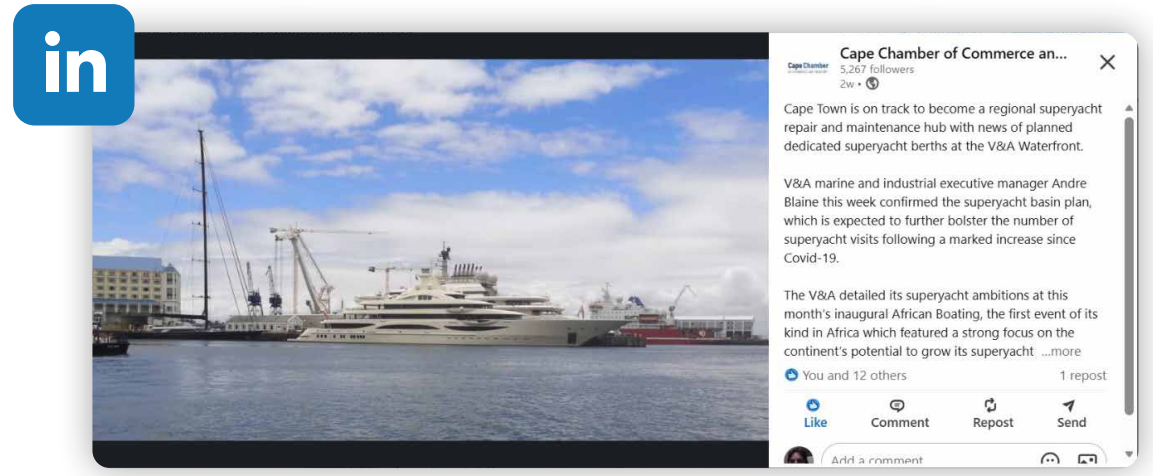 in
Cape Chamber of Commerce an...
Cape Chamber
5,267 followers
2w •
Cape Town is on track to become a regional superyacht
repair and maintenance hub with news of planned
dedicated superyacht berths at the V&A Waterfront.
V&A marine and industrial executive manager Andre
Blaine this week confirmed the superyacht basin plan,
which is expected to further bolster the number of
superyacht visits following a marked increase since
Covid-19.
The V&A detailed its superyacht ambitions at this
month's inaugural African Boating, the first event of its
kind in Africa which featured a strong focus on the
continent's potential to grow its superyacht ...more
You and 12 others 1 repost
Like Comment Repost Send
Add a comment